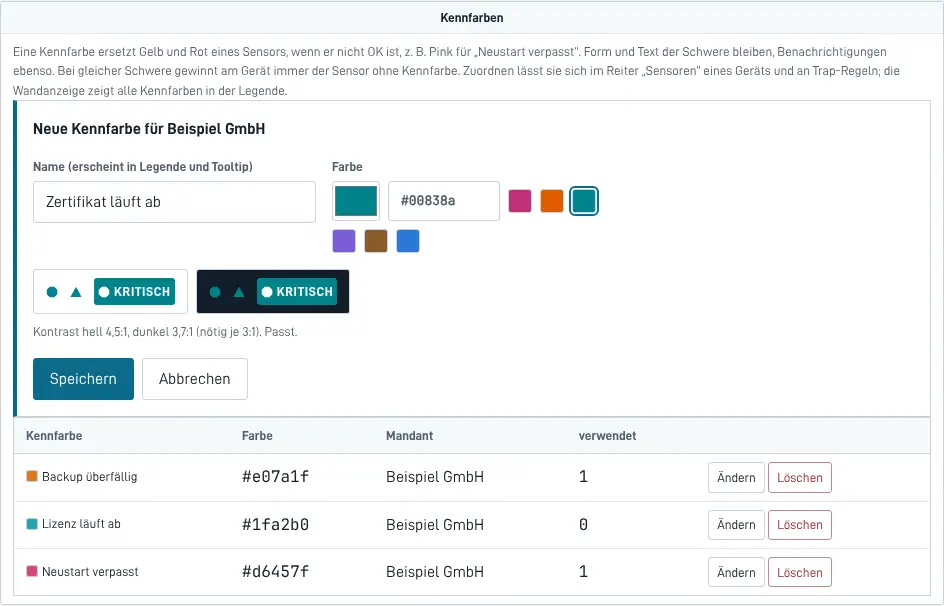 Kennfarben
Eine Kennfarbe ersetzt Gelb und Rot eines Sensors, wenn er nicht OK ist, z. B. Pink für „Neustart verpasst“. Form und Text der Schwere bleiben, Benachrichtigungen
ebenso. Bei gleicher Schwere gewinnt am Gerät immer der Sensor ohne Kennfarbe. Zuordnen lässt sie sich im Reiter „Sensoren“ eines Geräts und an Trap-Regeln; die
Wandanzeige zeigt alle Kennfarben in der Legende.
Neue Kennfarbe für Beispiel GmbH
Name (erscheint in Legende und Tooltip) Farbe
Zertifikat läuft ab #00838a
KRITISCH KRITISCH
Kontrast hell 4,5:1, dunkel 3,7:1 (nötig je 3:1). Passt.
Speichern Abbrechen
Kennfarbe Farbe Mandant verwendet
Backup überfällig #e07a1f Beispiel GmbH 1 Ändern Löschen
Lizenz läuft ab #1fa2b0 Beispiel GmbH 0 Ändern Löschen
Neustart verpasst #d6457f Beispiel GmbH 1 Ändern Löschen